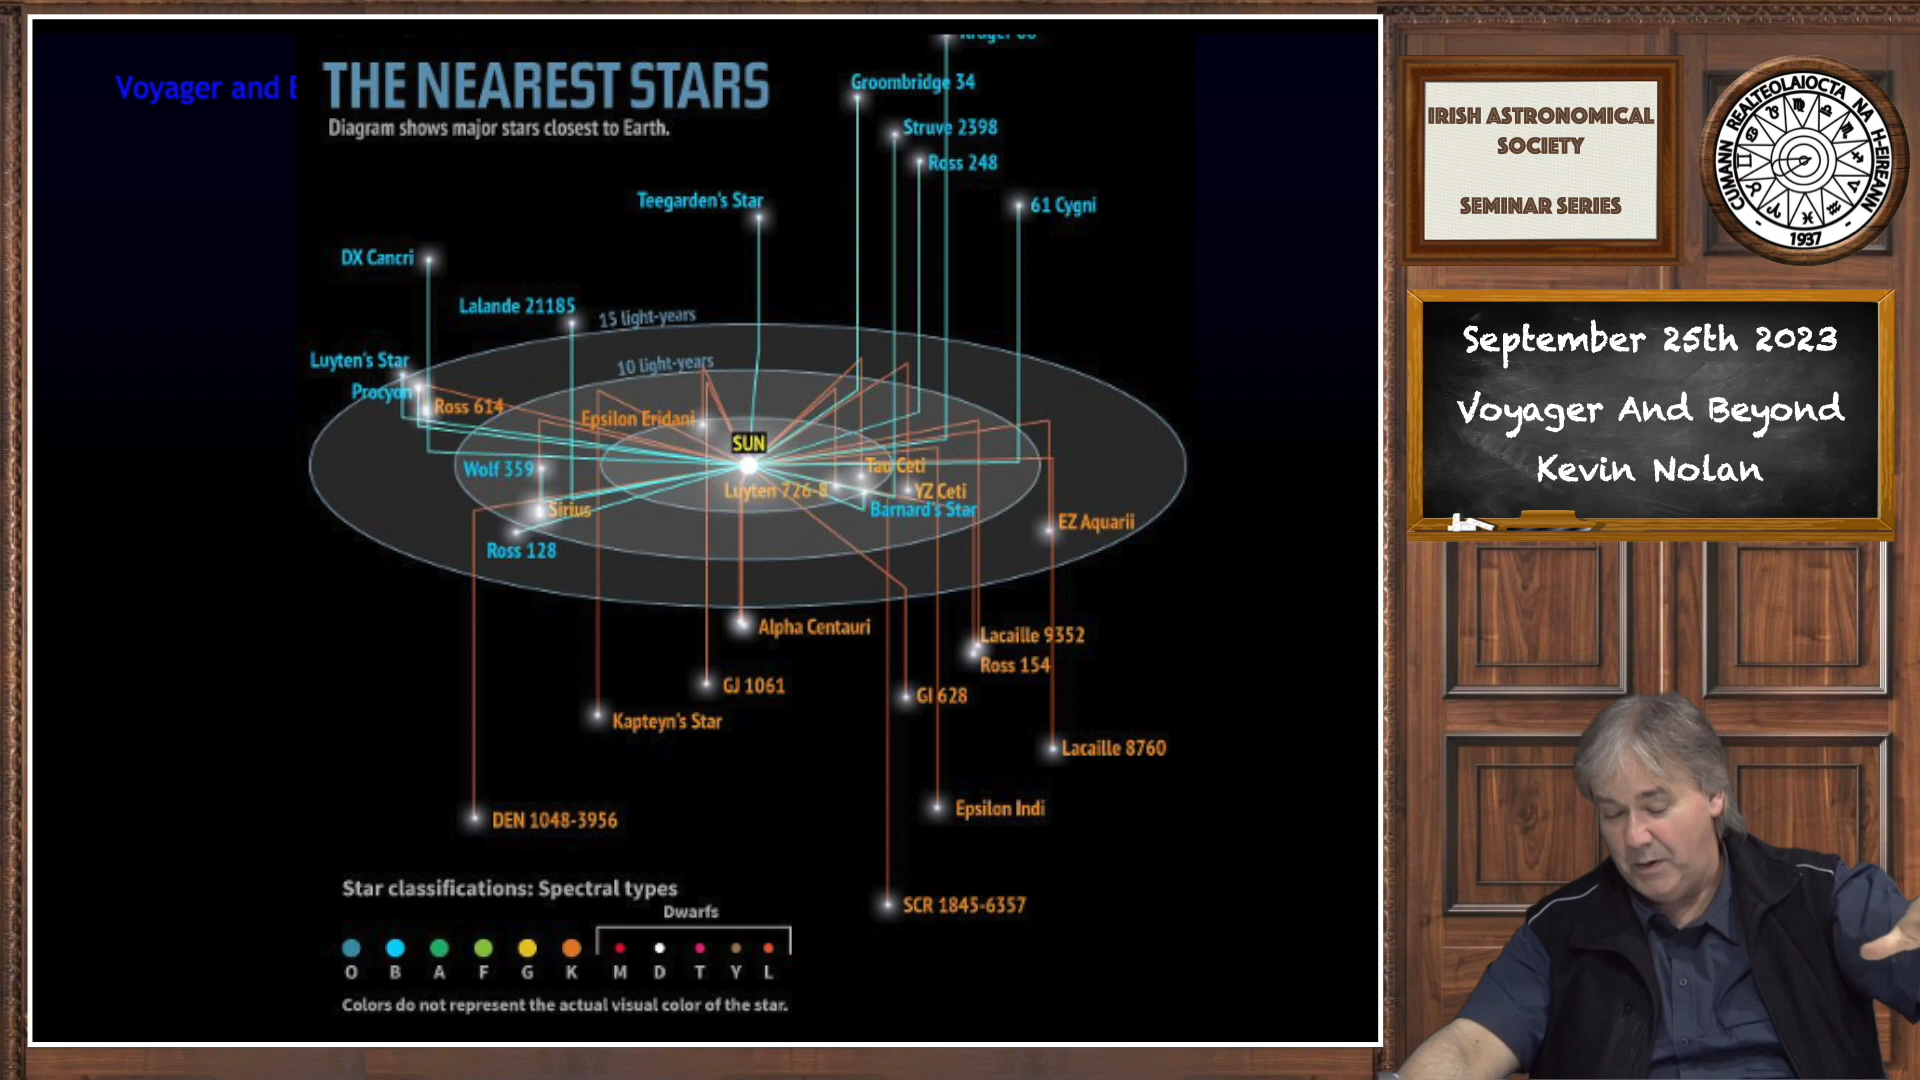 Voyager and
THE NEAREST STARS
Diagram shows major stars closest to Earth.
Groombridge 34
Struve 2398
Ross 248
61 Cygni
Teegarden's Star
DX Cancri
Lalande 21185
15 light-years
10 light-years
Luyten's Star
Procyon
Ross 614
Epsilon Eridani
SUN
Wolf 359
Tau Ceti
Luyten 726-8
YZ Ceti
Barnard's Star
Sirius
EZ Aquarii
Ross 128
Alpha Centauri
Lacaille 9352
Ross 154
GJ 1061
Gl 628
Kapteyn's Star
Lacaille 8760
Epsilon Indi
DEN 1048-3956
SCR 1845-6357
Star classifications: Spectral types
Dwarfs
O B A F G K M D T Y L
Colors do not represent the actual visual color of the star.
IRISH ASTRONOMICAL
SOCIETY
SEMINAR SERIES
CUMANN REALTEOLAIOCTA NA H-EIREANN
- 1937 -
September 25th 2023
Voyager And Beyond
Kevin Nolan